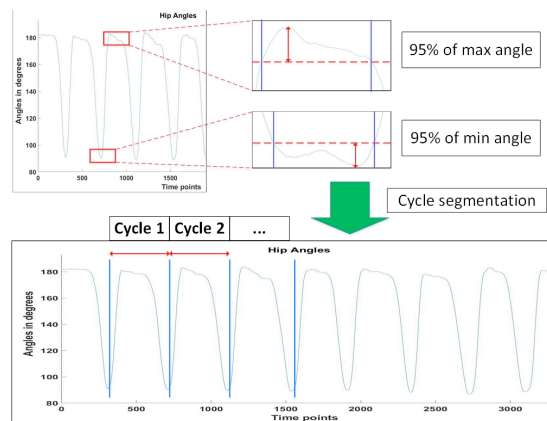 Hip Angles
Angles in degrees
180
160
140
120
100
80
0 500 1000 1500
Time points
95% of max angle
95% of min angle
Cycle segmentation
Cycle 1 Cycle 2 ...
Hip Angles
Angles in degrees
180
160
140
120
100
80
0 500 1000 1500 2000 2500 3000
Time points